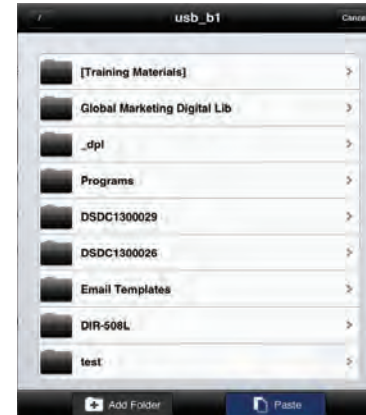 / usb_b1 Cancel
[Training Materials]
Global Marketing Digital Lib
_dpl
Programs
DSDC1300029
DSDC1300026
Email Templates
DIR-508L
test
Add Folder Paste